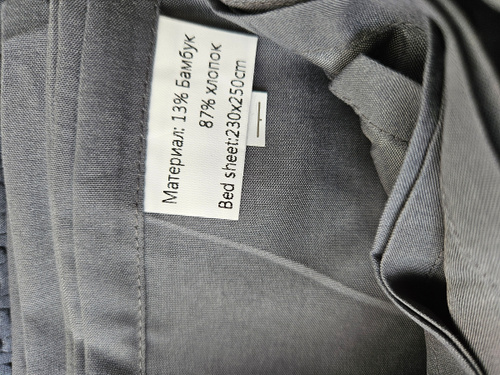 Материал: 13% Бамбук
87% хлопок
Bed sheet:230x250cm